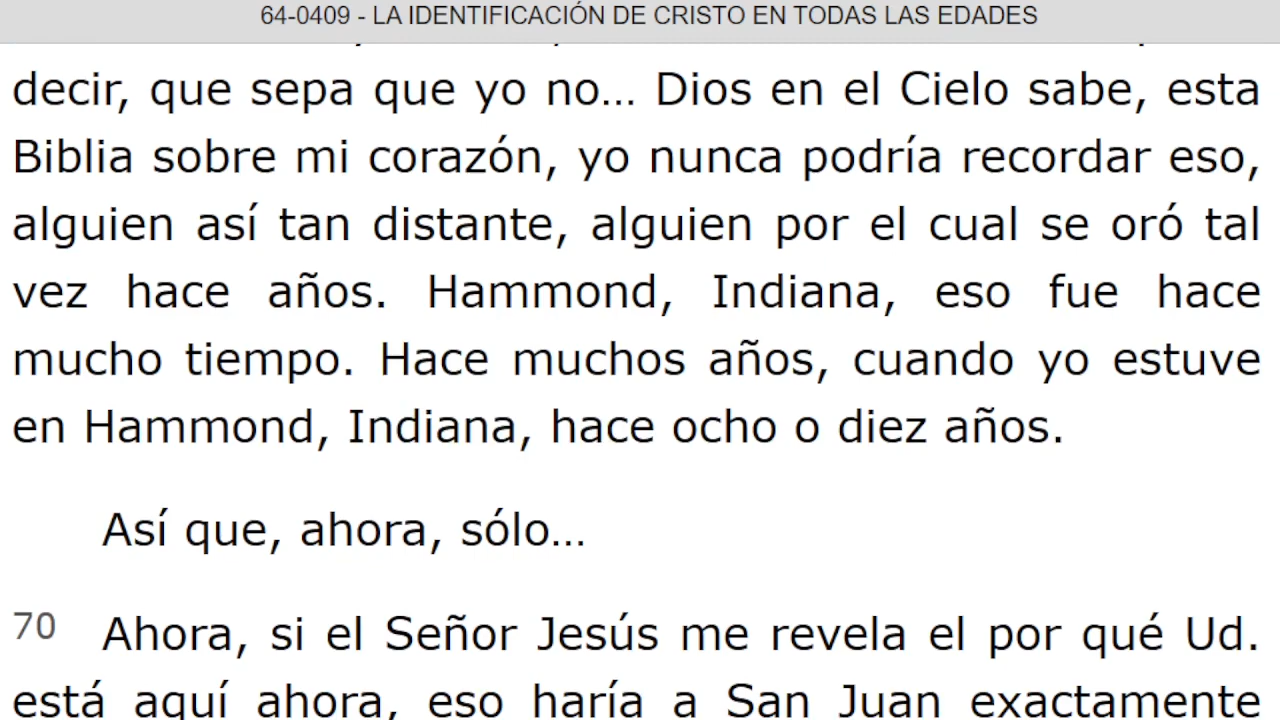 64-0409 - LA IDENTIFICACIÓN DE CRISTO EN TODAS LAS EDADES
decir, que sepa que yo no... Dios en el Cielo sabe, esta
Biblia sobre mi corazón, yo nunca podría recordar eso,
alguien así tan distante, alguien por el cual se oró tal
vez hace años. Hammond, Indiana, eso fue hace
mucho tiempo. Hace muchos años, cuando yo estuve
en Hammond, Indiana, hace ocho o diez años.
Así que, ahora, sólo...
70 Ahora, si el Señor Jesús me revela el por qué Ud.
está aquí ahora, eso haría a San Juan exactamente